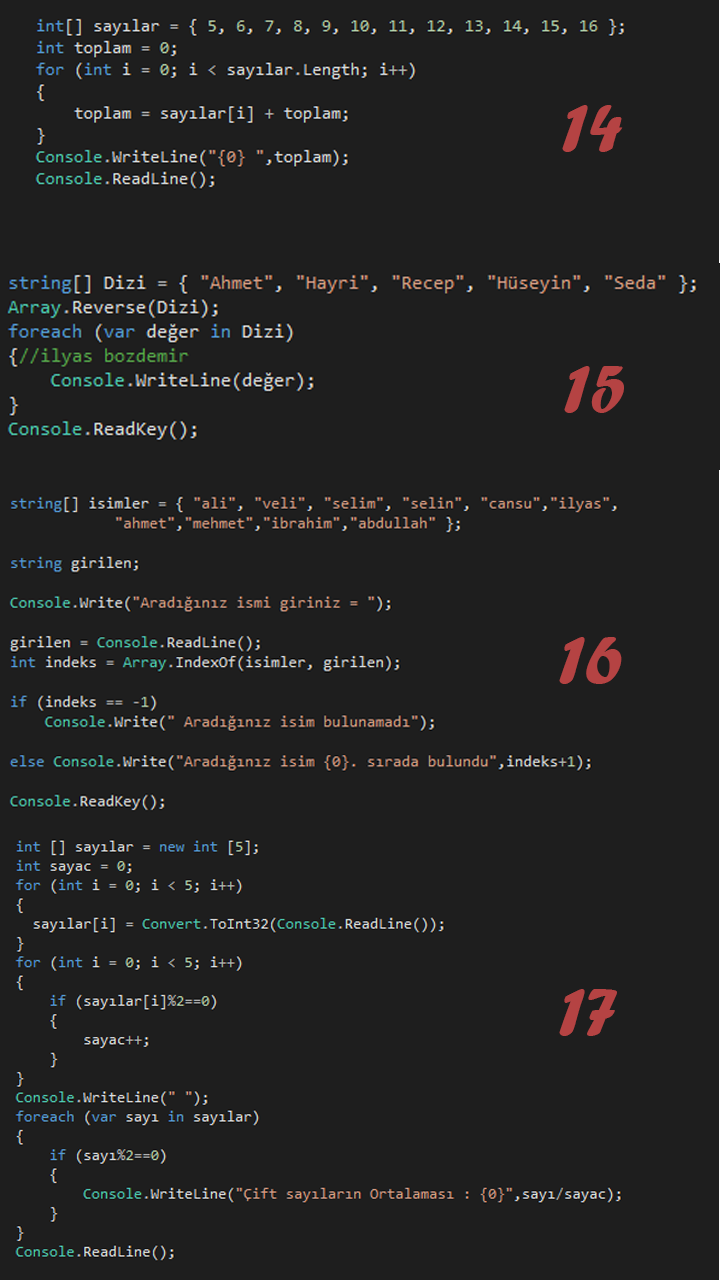 int[] sayılar = { 5, 6, 7, 8, 9, 10, 11, 12, 13, 14, 15, 16 };
int toplam = 0;
for (int i = 0; i < sayılar.Length; i++)
{
    toplam = sayılar[i] + toplam;
}
Console.WriteLine("{0} ",toplam);
Console.ReadLine();
14
string[] Dizi = { "Ahmet", "Hayri", "Recep", "Hüseyin", "Seda" };
Array.Reverse(Dizi);
foreach (var değer in Dizi)
{//ilyas bozdemir
    Console.WriteLine(değer);
}
Console.ReadKey();
15
string[] isimler = { "ali", "veli", "selim", "selin", "cansu","ilyas",
            "ahmet","mehmet","ibrahim","abdullah" };
string girilen;
Console.Write("Aradığınız ismi giriniz = ");
girilen = Console.ReadLine();
int indeks = Array.IndexOf(isimler, girilen);
if (indeks == -1)
    Console.Write(" Aradığınız isim bulunamadı");
else Console.Write("Aradığınız isim {0}. sırada bulundu",indeks+1);
Console.ReadKey();
16
int [] sayılar = new int [5];
int sayac = 0;
for (int i = 0; i < 5; i++)
{
  sayılar[i] = Convert.ToInt32(Console.ReadLine());
}
for (int i = 0; i < 5; i++)
{
    if (sayılar[i]%2==0)
    {
        sayac++;
    }
}
Console.WriteLine(" ");
foreach (var sayı in sayılar)
{
    if (sayı%2==0)
    {
        Console.WriteLine("Çift sayıların Ortalaması : {0}",sayı/sayac);
    }
}
Console.ReadLine();
17